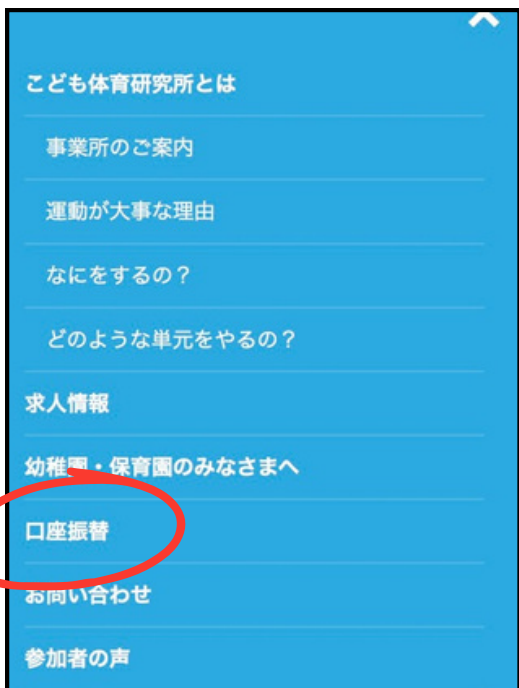 こども体育研究所とは
事業所のご案内
運動が大事な理由
なにをするの？
どのような単元をやるの？
求人情報
幼稚園・保育園のみなさまへ
口座振替
お問い合わせ
参加者の声